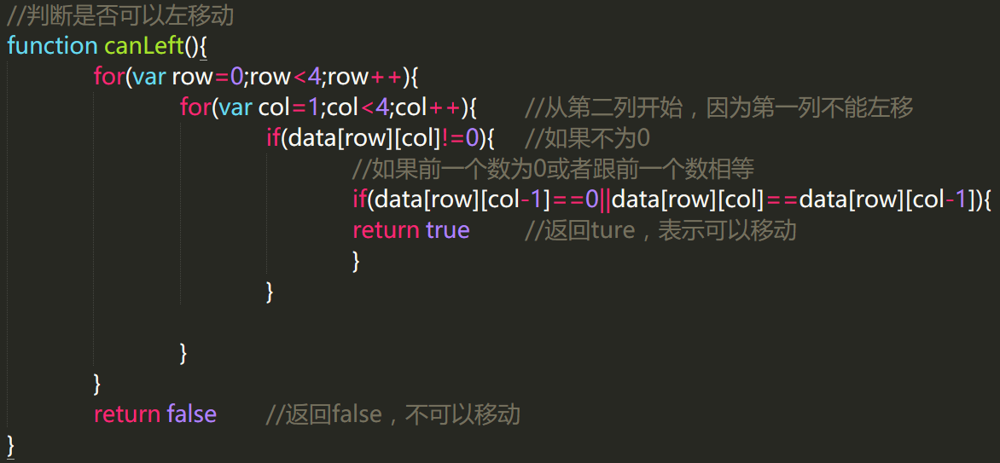 //判断是否可以左移动
function canLeft(){
for(var row=0;row<4;row++){
for(var col=1;col<4;col++){ //从第二列开始，因为第一列不能左移
if(data[row][col]!=0){ //如果不为0
//如果前一个数为0或者跟前一个数相等
if(data[row][col-1]==0||data[row][col]==data[row][col-1]){
return true //返回ture，表示可以移动
}
}
}
}
return false //返回false，不可以移动
}